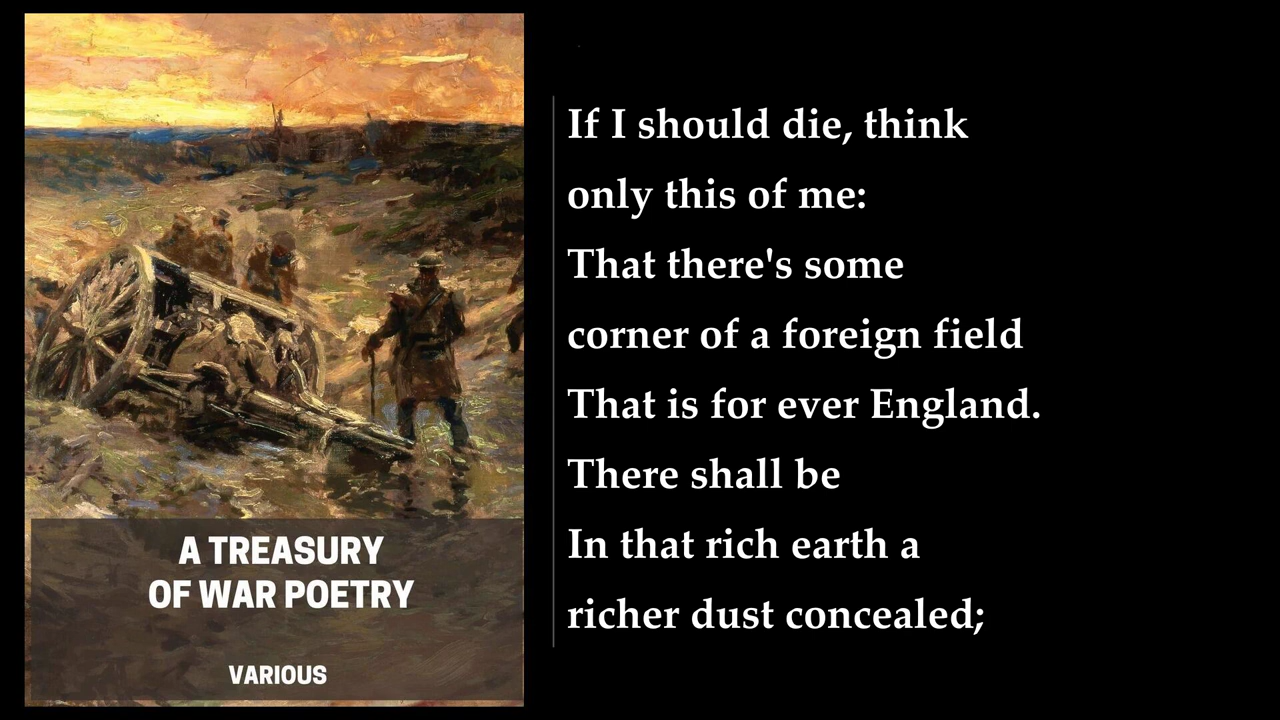 A TREASURY
OF WAR POETRY
VARIOUS
If I should die, think
only this of me:
That there's some
corner of a foreign field
That is for ever England.
There shall be
In that rich earth a
richer dust concealed;